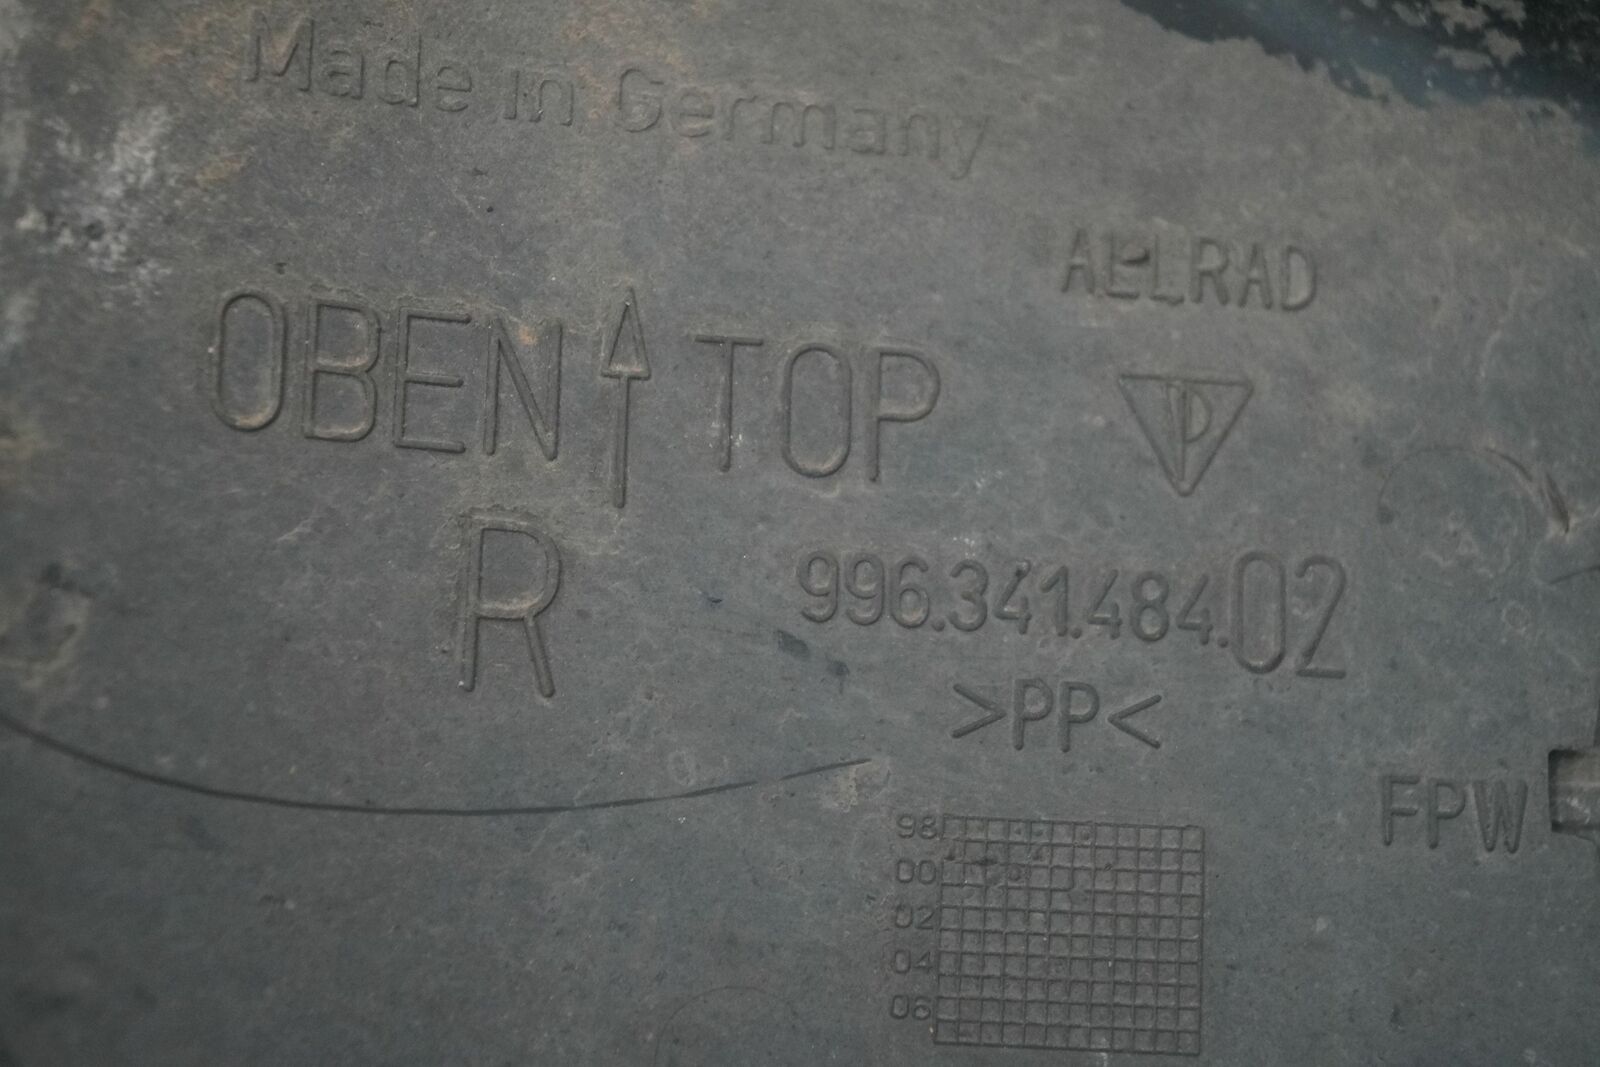 Made in Germany
ALLRAD
OBEN TOP
R
996.341.484.02
>PP<
FPW
98
00
02
04
06